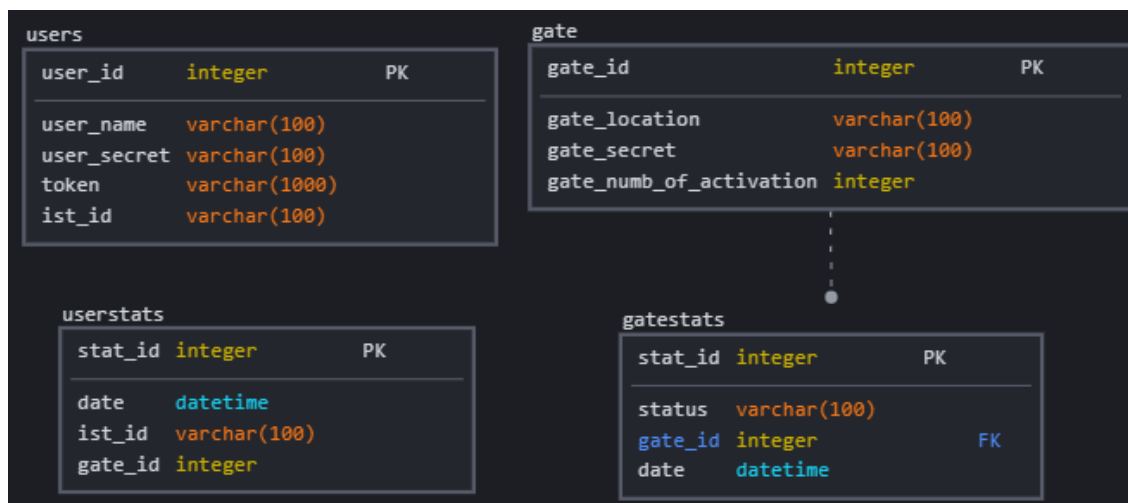 users
user_id integer PK
user_name varchar(100)
user_secret varchar(100)
token varchar(1000)
ist_id varchar(100)
gate
gate_id integer PK
gate_location varchar(100)
gate_secret varchar(100)
gate_numb_of_activation integer
userstats
stat_id integer PK
date datetime
ist_id varchar(100)
gate_id integer
gatestats
stat_id integer PK
status varchar(100)
gate_id integer FK
date datetime